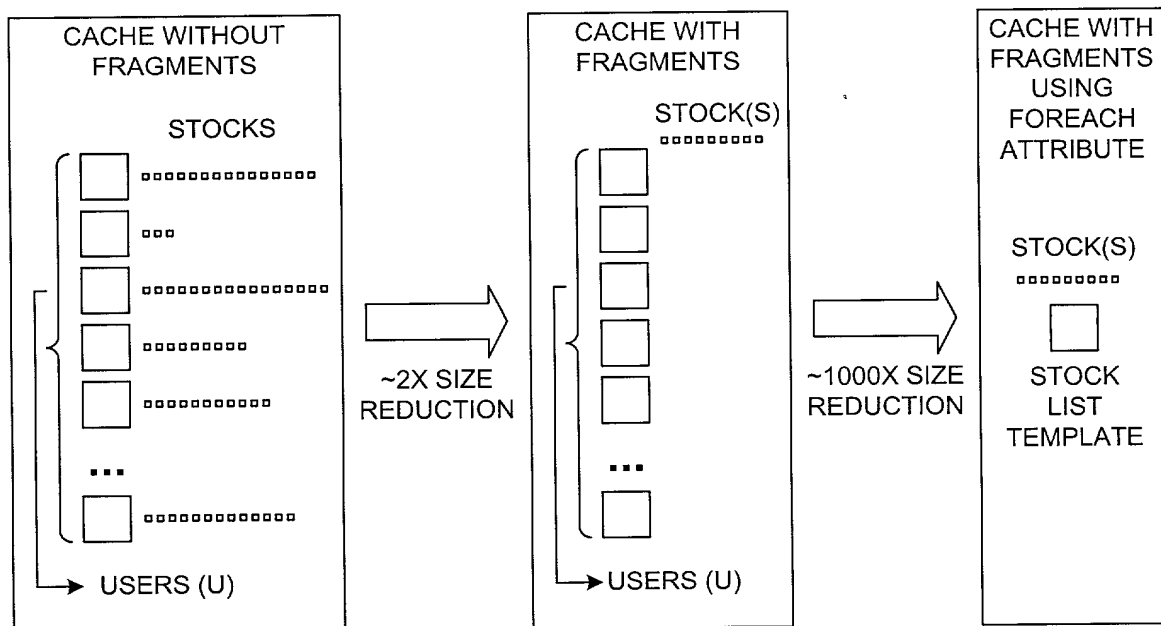 CACHE WITHOUT
FRAGMENTS
STOCKS
...
USERS (U)
~2X SIZE
REDUCTION
CACHE WITH
FRAGMENTS
STOCK(S)
...
USERS (U)
~1000X SIZE
REDUCTION
CACHE WITH
FRAGMENTS
USING
FOREACH
ATTRIBUTE
STOCK(S)
STOCK
LIST
TEMPLATE